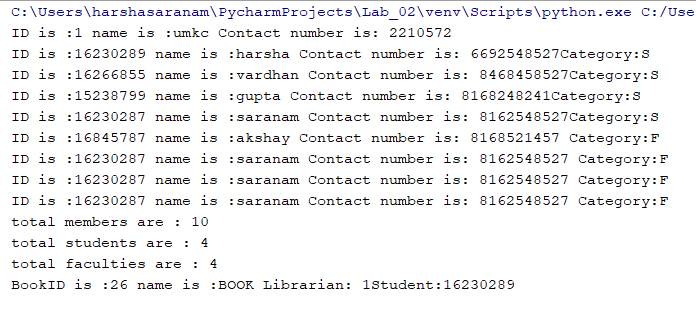 C:\Users\harshasaranam\PycharmProjects\Lab_02\venv\Scripts\python.exe C:/Use
ID is :1 name is :umkc Contact number is: 2210572
ID is :16230289 name is :harsha Contact number is: 6692548527Category:S
ID is :16266855 name is :vardhan Contact number is: 8468458527Category:S
ID is :15238799 name is :gupta Contact number is: 8168248241Category:S
ID is :16230287 name is :saranam Contact number is: 8162548527Category:S
ID is :16845787 name is :akshay Contact number is: 8168521457 Category:F
ID is :16230287 name is :saranam Contact number is: 8162548527 Category:F
ID is :16230287 name is :saranam Contact number is: 8162548527 Category:F
ID is :16230287 name is :saranam Contact number is: 8162548527 Category:F
total members are : 10
total students are : 4
total faculties are : 4
BookID is :26 name is :BOOK Librarian: 1Student:16230289